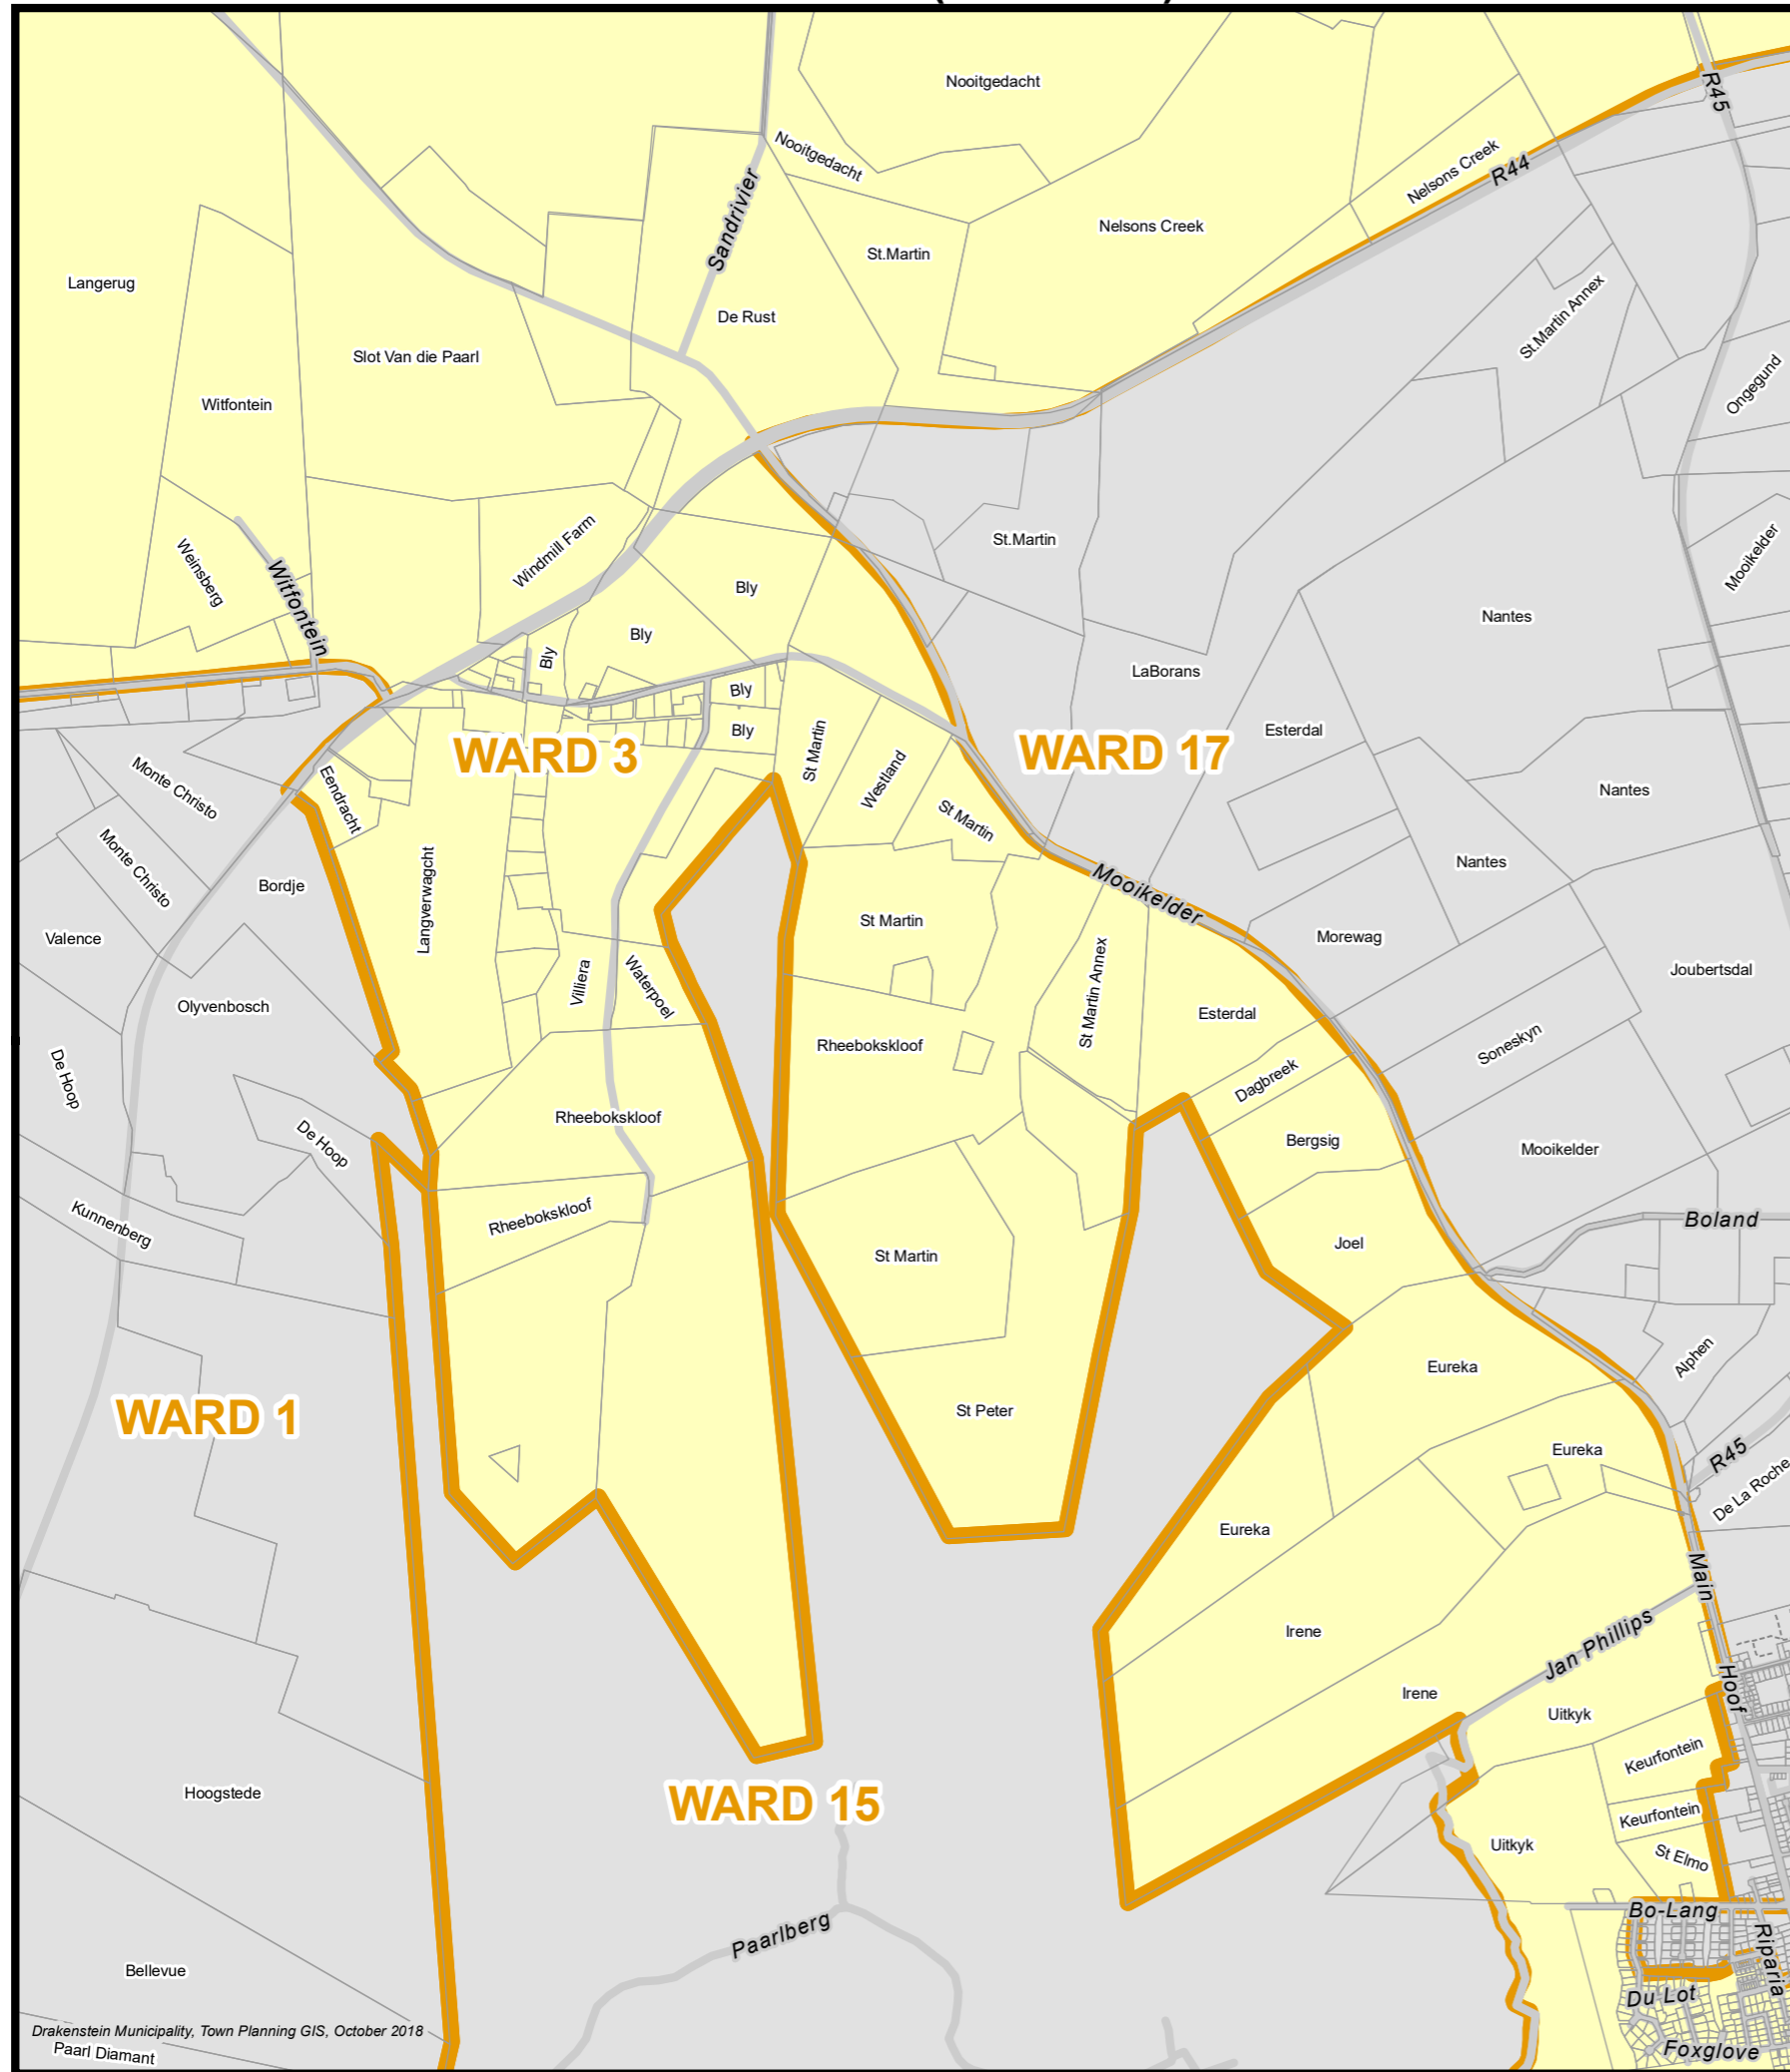 Nooitgedacht
R45
Nooitgedacht
Nelsons Creek
R44
Sandrivier
Nelsons Creek
St.Martin
Langerug
De Rust
St.Martin Annex
Slot Van die Paarl
Ongegund
Witfontein
Windmill Farm
St.Martin
Mooikelder
Weinsberg
Witfontein
Bly
Nantes
Bly
Bly
LaBorans
Bly
Esterdal
Bly
WARD 3
St Martin
WARD 17
Westland
Monte Christo
Eendracht
Nantes
St Martin
Monte Christo
Nantes
Bordje
Langverwagcht
Mooikelder
St Martin
Valence
Morewag
Joubertsdal
Villiera
Waterpoel
St Martin Annex
Olyvenbosch
Esterdal
Rheebokskloof
Soneskyn
De Hoop
Dagbreek
Rheebokskloof
De Hoop
Bergsig
Mooikelder
Rheebokskloof
Kunnenberg
Boland
St Martin
Joel
Alphen
Eureka
WARD 1
St Peter
Eureka
R45
De La Roche
Eureka
Main
Irene
Jan Phillips
Irene
Hoof
Uitkyk
Keurfontein
Hoogstede
WARD 15
Keurfontein
Uitkyk
St Elmo
Bo-Lang
Paarlberg
Riparia
Bellevue
Du Lot
Drakenstein Municipality, Town Planning GIS, October 2018
Foxglove
Paarl Diamant